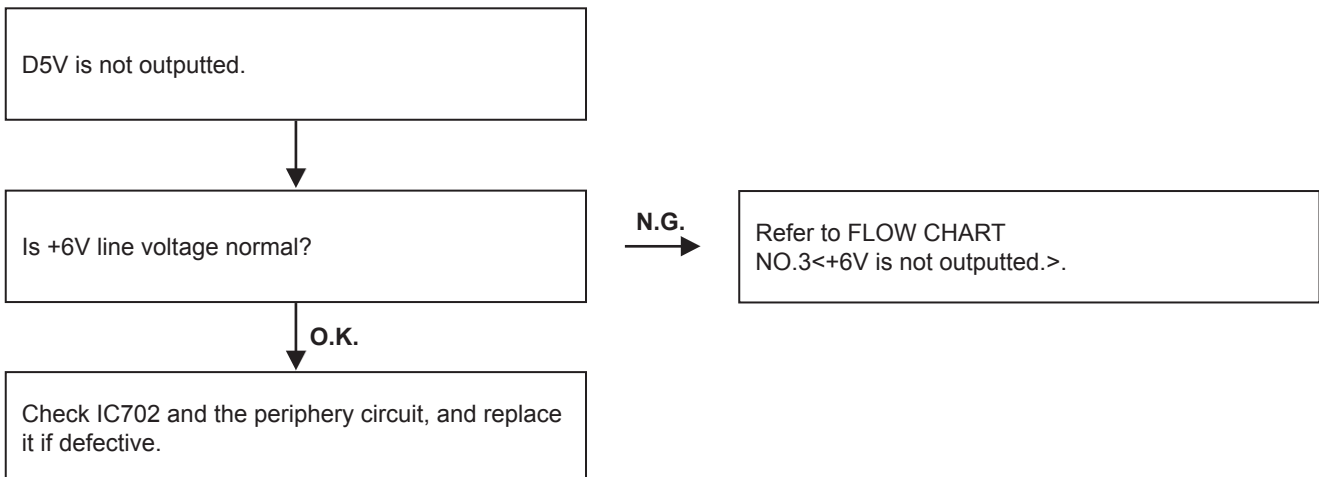 D5V is not outputted.
Is +6V line voltage normal?
N.G.
Refer to FLOW CHART
NO.3<+6V is not outputted.>.
O.K.
Check IC702 and the periphery circuit, and replace
it if defective.